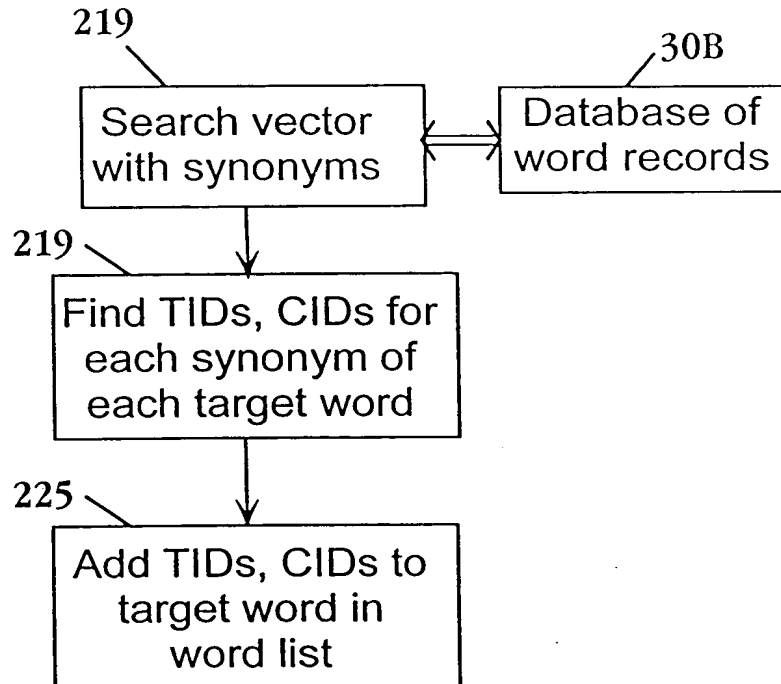 219
Search vector
with synonyms
30B
Database of
word records
219
Find TIDs, CIDs for
each synonym of
each target word
225
Add TIDs, CIDs to
target word in
word list